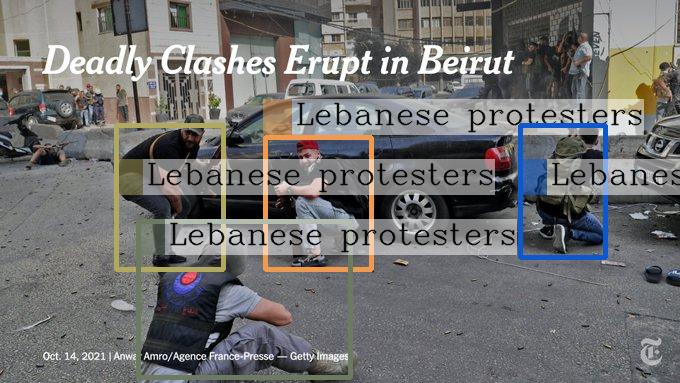 Deadly Clashes Erupt in Beirut
Lebanese protesters
Lebanese protesters
Lebanes
Lebanese protesters
Oct. 14, 2021 | Anwar Amro/Agence France-Presse — Getty Images